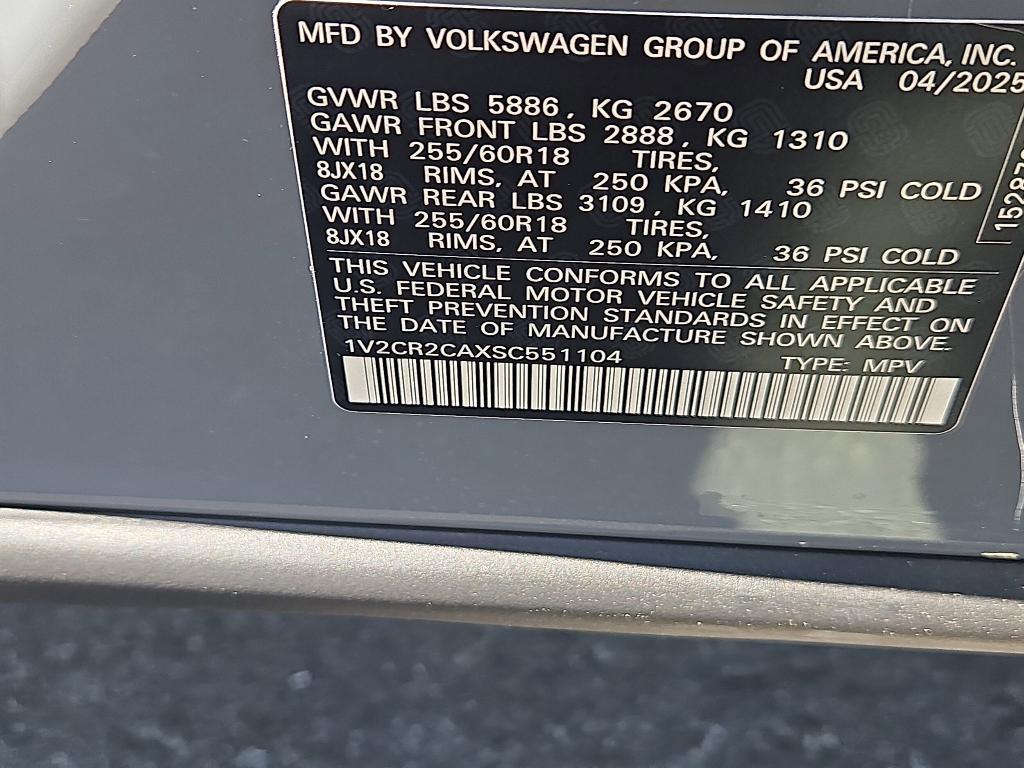 MFD BY VOLKSWAGEN GROUP OF AMERICA, INC.
USA 04/2025
GVWR LBS 5886, KG 2670
GAWR FRONT LBS 2888, KG 1310
WITH 255/60R18 TIRES,
8JX18 RIMS, AT 250 KPA, 36 PSI COLD
GAWR REAR LBS 3109, KG 1410
WITH 255/60R18 TIRES,
8JX18 RIMS, AT 250 KPA, 36 PSI COLD
THIS VEHICLE CONFORMS TO ALL APPLICABLE
U.S. FEDERAL MOTOR VEHICLE SAFETY AND
THEFT PREVENTION STANDARDS IN EFFECT ON
THE DATE OF MANUFACTURE SHOWN ABOVE.
1V2CR2CAXSC551104 TYPE: MPV